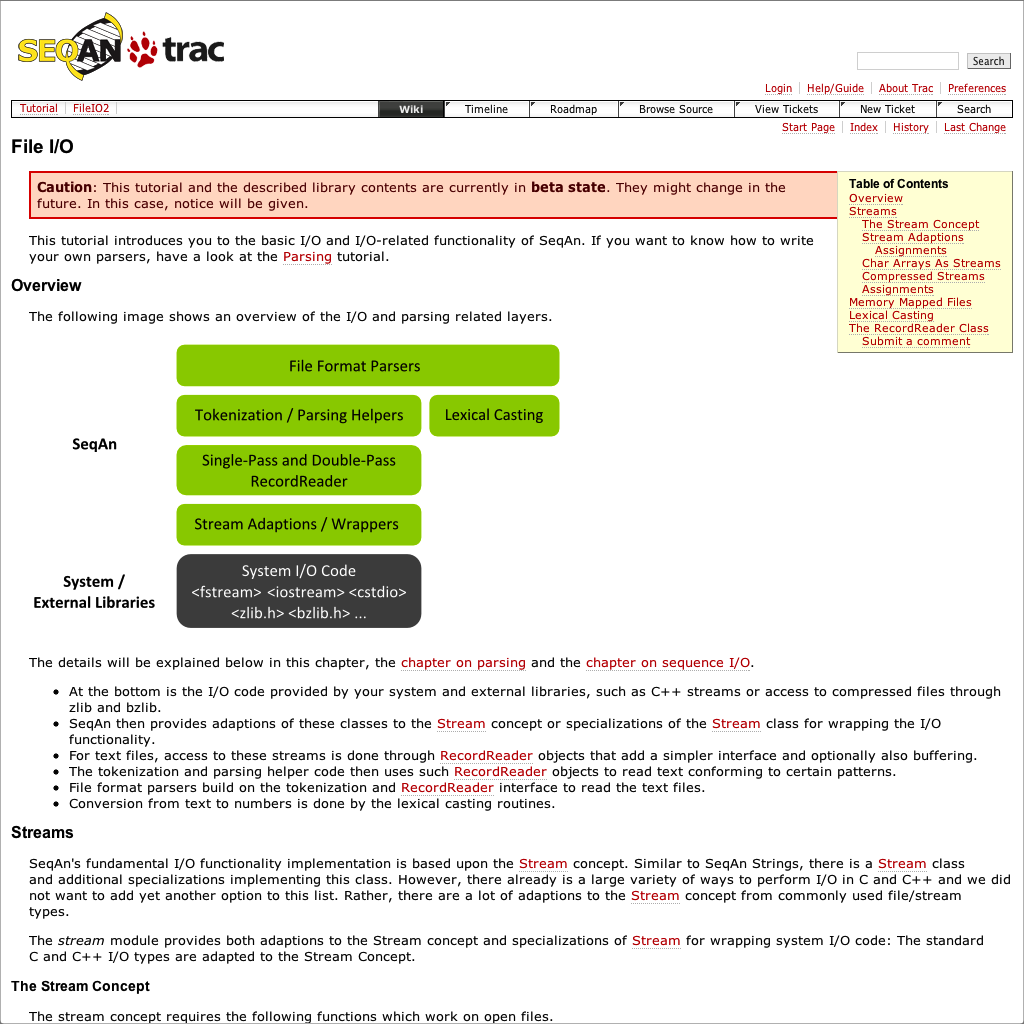 SEQAN trac
Search
Login Help/Guide About Trac Preferences
Tutorial FileIO2 Wiki Timeline Roadmap Browse Source View Tickets New Ticket Search
Start Page Index History Last Change
File I/O
Caution: This tutorial and the described library contents are currently in beta state. They might change in the
future. In this case, notice will be given.
Table of Contents
Overview
Streams
The Stream Concept
Stream Adaptions
Assignments
Char Arrays As Streams
Compressed Streams
Assignments
Memory Mapped Files
Lexical Casting
The RecordReader Class
Submit a comment
This tutorial introduces you to the basic I/O and I/O-related functionality of SeqAn. If you want to know how to write
your own parsers, have a look at the Parsing tutorial.
Overview
The following image shows an overview of the I/O and parsing related layers.
File Format Parsers
Tokenization / Parsing Helpers Lexical Casting
SeqAn
Single-Pass and Double-Pass
RecordReader
Stream Adaptions / Wrappers
System /
External Libraries
System I/O Code
<fstream> <iostream> <cstdio>
<zlib.h> <bzlib.h> ...
The details will be explained below in this chapter, the chapter on parsing and the chapter on sequence I/O.
• At the bottom is the I/O code provided by your system and external libraries, such as C++ streams or access to compressed files through
zlib and bzlib.
• SeqAn then provides adaptions of these classes to the Stream concept or specializations of the Stream class for wrapping the I/O
functionality.
• For text files, access to these streams is done through RecordReader objects that add a simpler interface and optionally also buffering.
• The tokenization and parsing helper code then uses such RecordReader objects to read text conforming to certain patterns.
• File format parsers build on the tokenization and RecordReader interface to read the text files.
• Conversion from text to numbers is done by the lexical casting routines.
Streams
SeqAn's fundamental I/O functionality implementation is based upon the Stream concept. Similar to SeqAn Strings, there is a Stream class
and additional specializations implementing this class. However, there already is a large variety of ways to perform I/O in C and C++ and we did
not want to add yet another option to this list. Rather, there are a lot of adaptions to the Stream concept from commonly used file/stream
types.
The stream module provides both adaptions to the Stream concept and specializations of Stream for wrapping system I/O code: The standard
C and C++ I/O types are adapted to the Stream Concept.
The Stream Concept
The stream concept requires the following functions which work on open files.